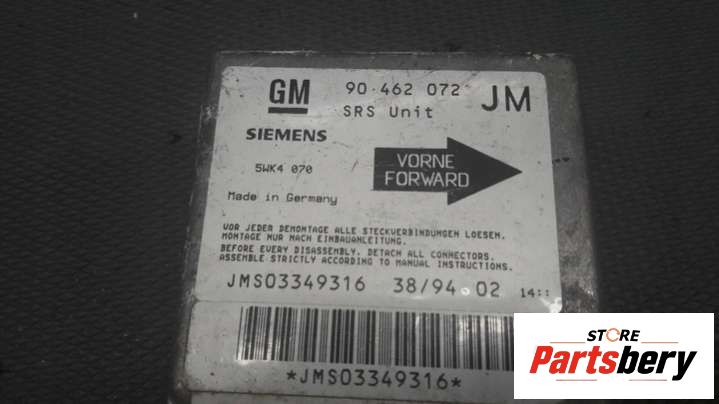 GM 90·462 072 JM
SRS Unit
SIEMENS
5WK4 070
VORNE
FORWARD
Made in Germany
VOR JEDER DEMONTAGE ALLE STECKVERBINDUNGEN LOESEN.
MONTAGE NUR NACH EINBAUANLEITUNG.
BEFORE EVERY DISASSEMBLY, DETACH ALL CONNECTORS.
ASSEMBLE STRICTLY ACCORDING TO MANUAL INSTRUCTIONS.
JMS03349316 38/94 02
*JMS03349316*
STORE
Partsbery